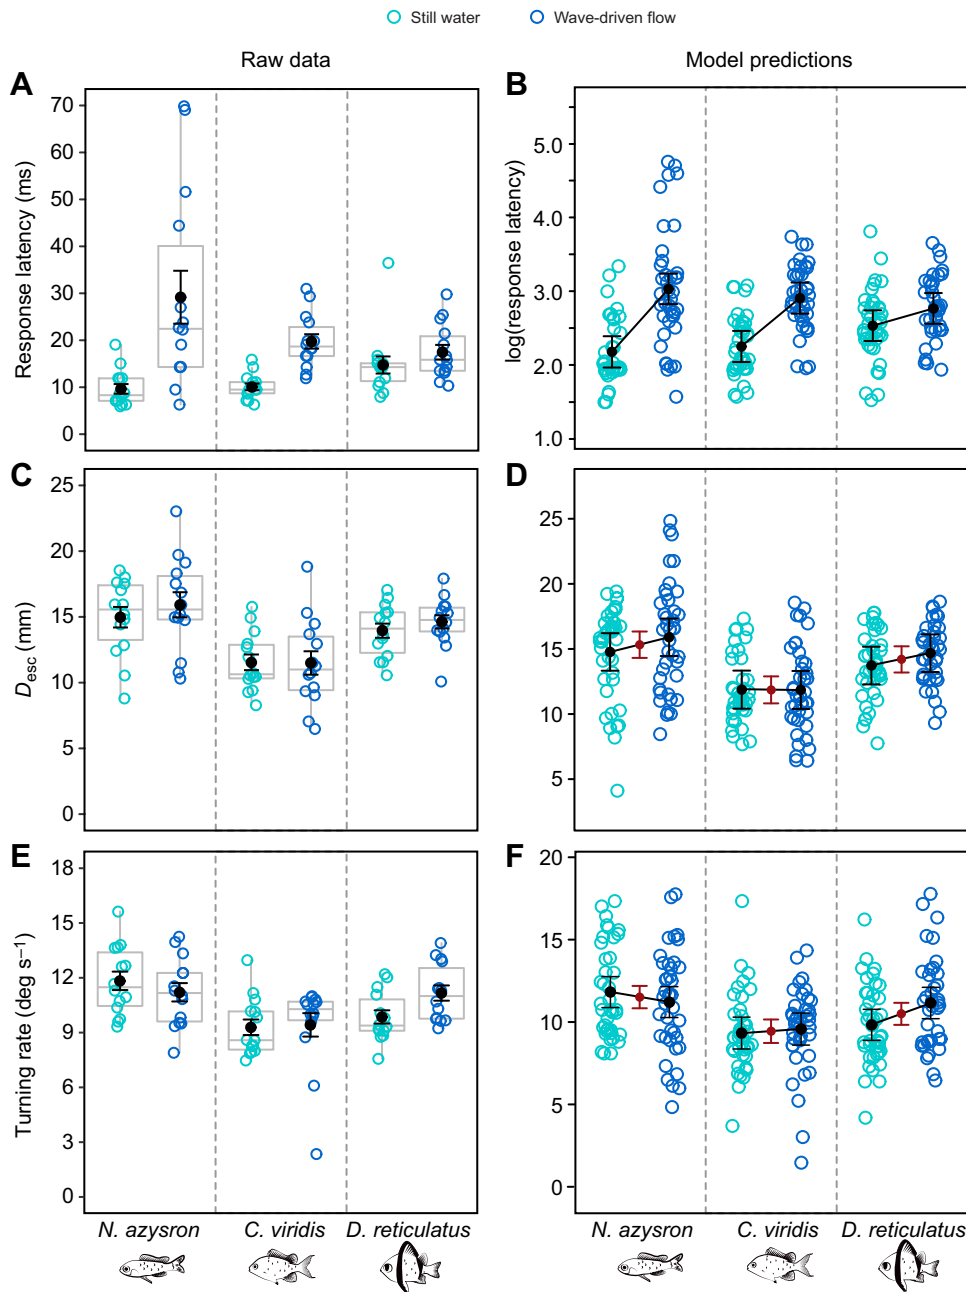 Still water
Wave-driven flow
Raw data
Model predictions
A
B
Response latency (ms)
70
60
50
40
30
20
10
0
log(response latency)
5.0
4.0
3.0
2.0
1.0
C
D
Desc (mm)
25
20
15
10
5
0
25
20
15
10
5
E
F
Turning rate (deg s−1)
18
15
12
9
6
3
0
20
15
10
5
0
N. azysron
C. viridis
D. reticulatus
N. azysron
C. viridis
D. reticulatus